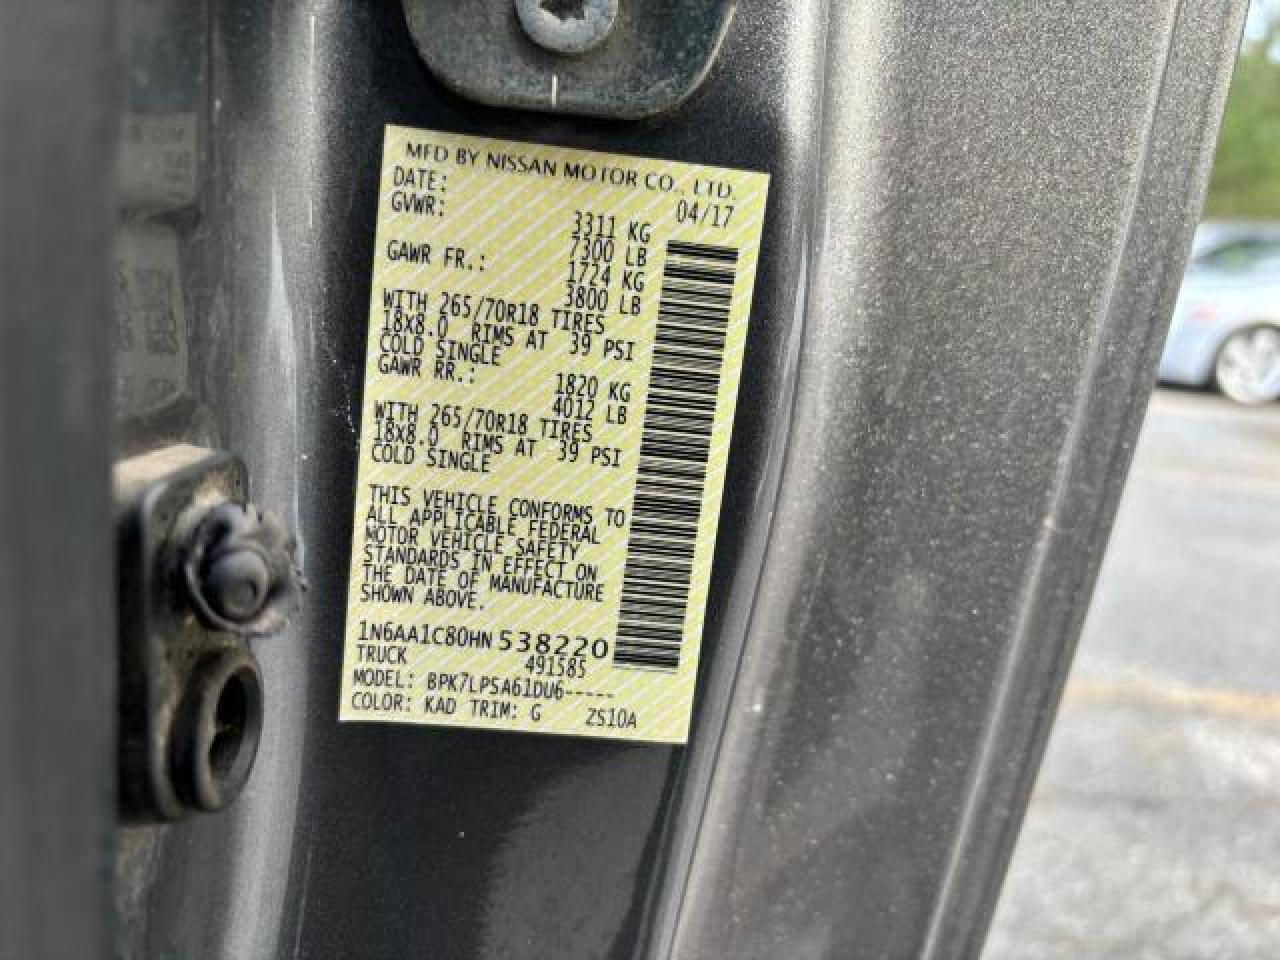 MFD BY NISSAN MOTOR CO., LTD.
DATE: 04/17
GVWR: 3311 KG
7300 LB
GAWR FR.: 1724 KG
3800 LB
WITH 265/70R18 TIRES
18X8.0 RIMS AT 39 PSI
COLD SINGLE
GAWR RR.: 1820 KG
4012 LB
WITH 265/70R18 TIRES
18X8.0 RIMS AT 39 PSI
COLD SINGLE
THIS VEHICLE CONFORMS TO
ALL APPLICABLE FEDERAL
MOTOR VEHICLE SAFETY
STANDARDS IN EFFECT ON
THE DATE OF MANUFACTURE
SHOWN ABOVE.
1N6AA1C80HN538220
TRUCK 491585
MODEL: BPK7LPSA61DU6-----
COLOR: KAD TRIM: G ZS10A